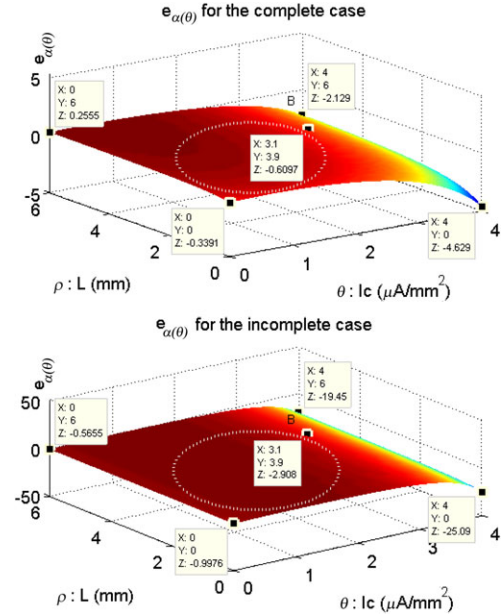 e α(θ) for the complete case
e α(θ)
5
0
-5
6
4
2
0
0
1
2
3
4
X: 0
Y: 6
Z: 0.2555
B
X: 4
Y: 6
Z: -2.129
X: 3.1
Y: 3.9
Z: -0.6097
X: 0
Y: 0
Z: -0.3391
X: 4
Y: 0
Z: -4.629
ρ : L (mm)
θ : Ic (μA/mm²)
e α(θ) for the incomplete case
e α(θ)
50
0
-50
6
4
2
0
0
1
2
3
4
X: 0
Y: 6
Z: -0.5655
B
X: 4
Y: 6
Z: -19.45
X: 3.1
Y: 3.9
Z: -2.908
X: 0
Y: 0
Z: -0.9976
X: 4
Y: 0
Z: -25.09
ρ : L (mm)
θ : Ic (μA/mm²)